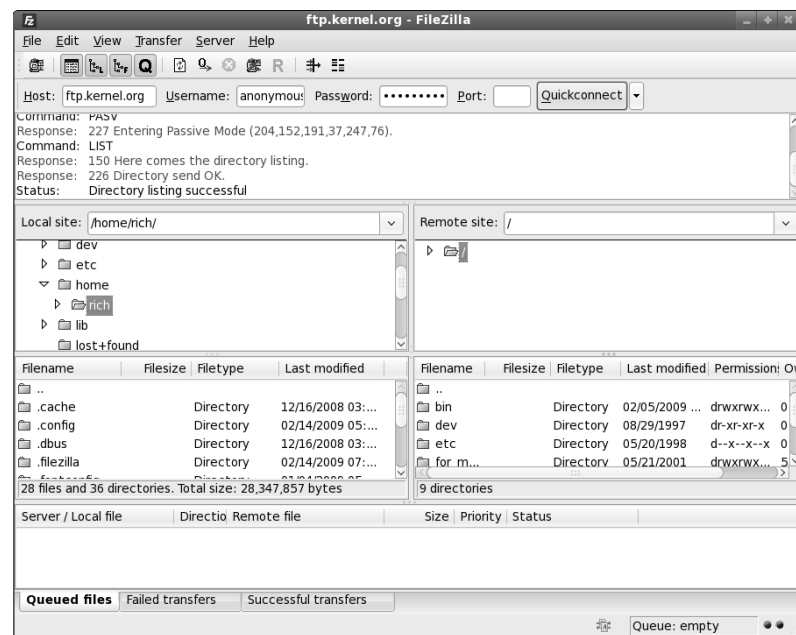 ftp.kernel.org - FileZilla
File Edit View Transfer Server Help
Host: ftp.kernel.org Username: anonymous Password: ••••••••• Port: Quickconnect
Command: PASV
Response: 227 Entering Passive Mode (204,152,191,37,247,76).
Command: LIST
Response: 150 Here comes the directory listing.
Response: 226 Directory send OK.
Status: Directory listing successful
Local site: /home/rich/ Remote site: /
dev /
etc
home
rich
lib
lost+found
Filename Filesize Filetype Last modified Filename Filesize Filetype Last modified Permission
.. ..
.cache Directory 12/16/2008 03:... bin Directory 02/05/2009 ... drwxrwx... 0
.config Directory 02/14/2009 05:... dev Directory 08/29/1997 dr-xr-xr-x 0
.dbus Directory 12/16/2008 03:... etc Directory 05/20/1998 d--x--x--x 0
.filezilla Directory 02/14/2009 07:... for m... Directory 05/21/2001 drwxrwx... 5
28 files and 36 directories. Total size: 28,347,857 bytes 9 directories
Server / Local file Directio Remote file Size Priority Status
Queued files Failed transfers Successful transfers
Queue: empty